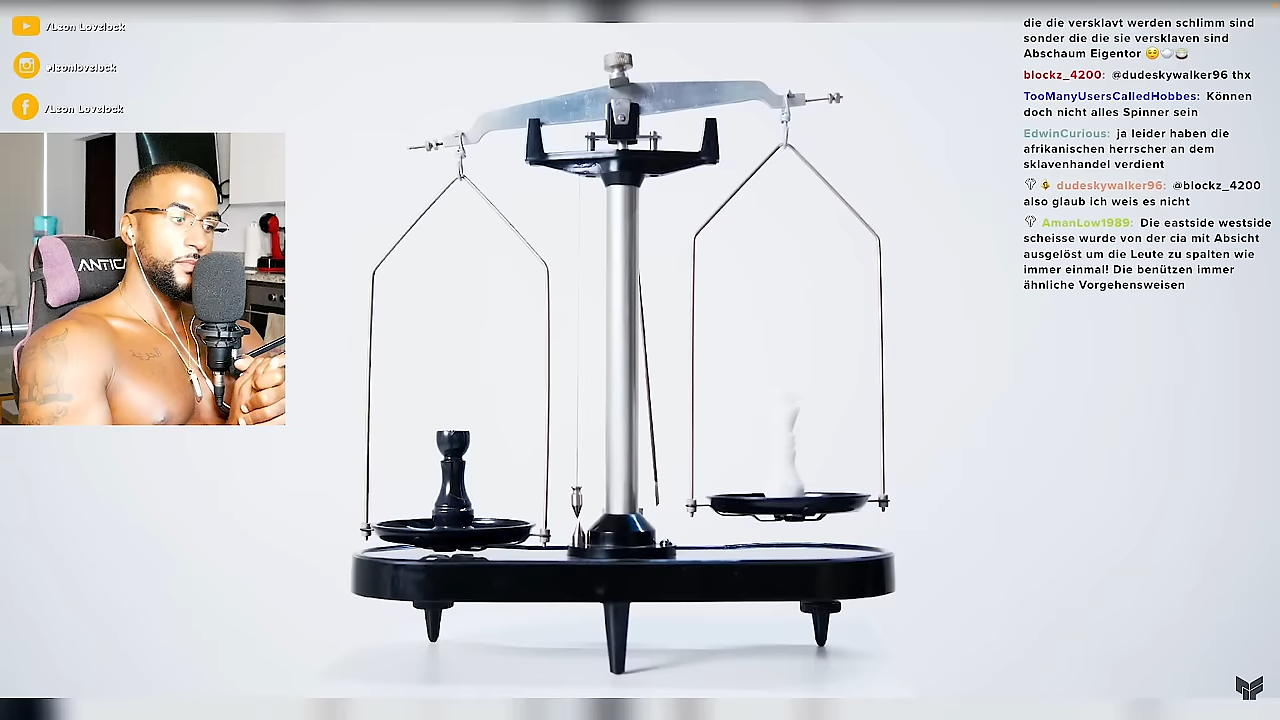 /Leon Lovelock
leonlovelock
/Leon Lovelock
ANTIC
die die versklavt werden schlimm sind
sonder die die sie versklaven sind
Abschaum Eigentor 😌🍚🍚
blockz_4200: @dudeskywalker96 thx
TooManyUsersCalledHobbes: Können
doch nicht alles Spinner sein
EdwinCurious: ja leider haben die
afrikanischen herrscher an dem
sklavenhandel verdient
dudeskywalker96: @blockz_4200
also glaub ich weis es nicht
AmanLow1989: Die eastside westside
scheisse wurde von der cia mit Absicht
ausgelöst um die Leute zu spalten wie
immer einmal! Die benützen immer
ähnliche Vorgehensweisen